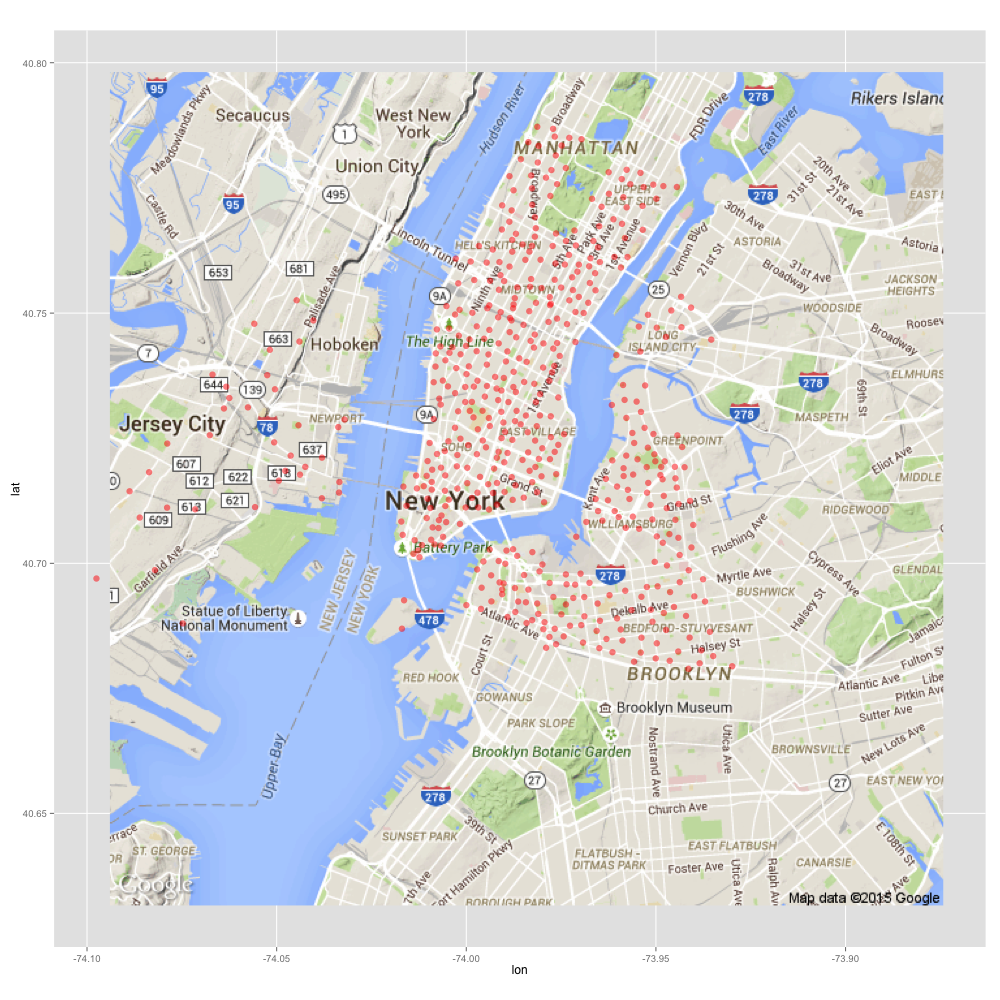 40.80
40.75
40.70
40.65
lat
-74.10
-74.05
-74.00
-73.95
-73.90
lon
95
Secaucus
West New
York
1
Meadowlands Pkwy
Union City
495
95
Castle Rd
Hudson River
Broadway
MANHATTAN
FDR Drive
278
East River
Rikers Island
278
20th Ave
21st Ave
31st St
30th Ave
EAST E
Broadway
UPPER
EAST SIDE
Vernon Blvd
21st St
ASTORIA
Astoria
Lincoln Tunnel
HELL'S KITCHEN
5th Ave
Park Ave
3rd Ave
1st Avenue
653
681
Palisade Ave
9A
Ninth Ave
MIDTOWN
25
31st Ave
Broadway
JACKSON
HEIGHTS
WOODSIDE
Roosev
663
Hoboken
The High Line
LONG
ISLAND CITY
Broadway
7
644
139
1st Avenue
278
69th St
ELMHURS
Jersey City
78
NEWPORT
9A
278
MASPETH
637
SOHO
EAST VILLAGE
GREENPOINT
607
612
622
613
618
621
609
0
Grand St
Kent Ave
Grand St
Eliot Ave
MIDDLE
New York
WILLIAMSBURG
RIDGEWOOD
Flushing Ave
Battery Park
Garfield Ave
NEW JERSEY
NEW YORK
278
Myrtle Ave
Cypress Ave
GLENDAL
BUSHWICK
1
Statue of Liberty
National Monument
478
Atlantic Ave
Dekalb Ave
BEDFORD-STUYVESANT
Halsey St
Halsey St
Jamaica
Court St
Fulton St
RED HOOK
BROOKLYN
Atlantic Ave
Libe
Pitkin Ave
GOWANUS
Brooklyn Museum
Sutter Ave
PARK SLOPE
Upper Bay
Brooklyn Botanic Garden
Nostrand Ave
Utica Ave
BROWNSVILLE
New Lots Ave
278
27
27
EAST NEW YOR
Church Ave
errace
ST. GEORGE
OR
SUNSET PARK
39th St
Fort Hamilton Pkwy
7th Ave
FLATBUSH -
DITMAS PARK
EAST FLATBUSH
E 108th St
CANARSIE
Foster Ave
Utica Ave
Ralph Av
BOROUGH PARK
Google
Map data ©2015 Google